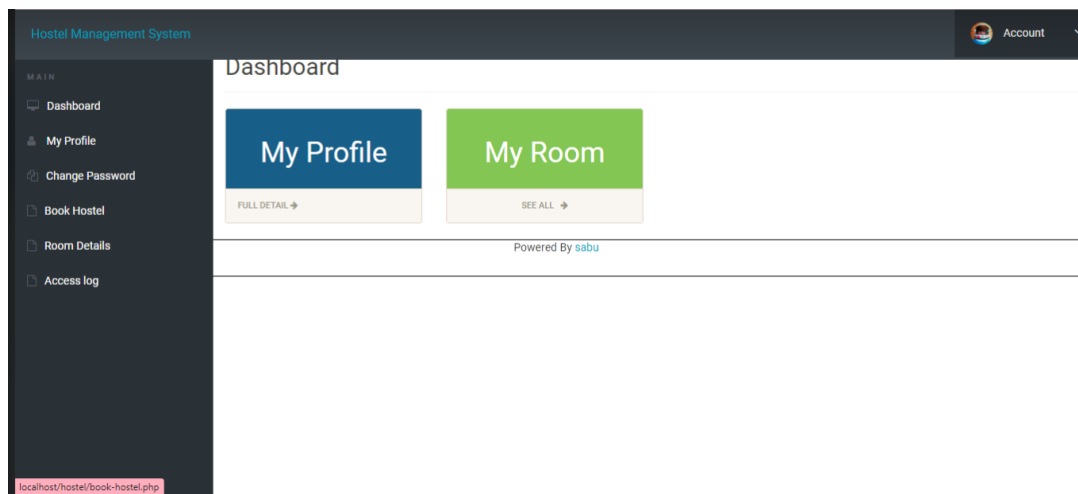 Hostel Management System
Account
MAIN
Dashboard
My Profile
Change Password
Book Hostel
Room Details
Access log
Dashboard
My Profile
FULL DETAIL
My Room
SEE ALL
Powered By sabu
localhost/hostel/book-hostel.php